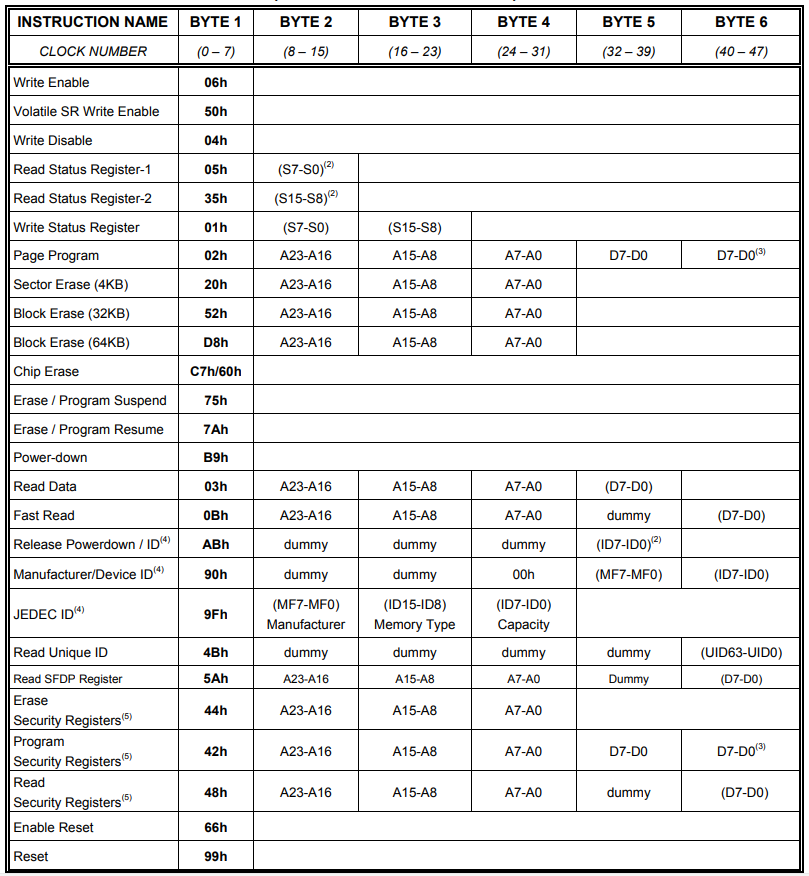 INSTRUCTION NAME BYTE 1 BYTE 2 BYTE 3 BYTE 4 BYTE 5 BYTE 6
CLOCK NUMBER (0 – 7) (8 – 15) (16 – 23) (24 – 31) (32 – 39) (40 – 47)
Write Enable 06h
Volatile SR Write Enable 50h
Write Disable 04h
Read Status Register-1 05h (S7-S0)(2)
Read Status Register-2 35h (S15-S8)(2)
Write Status Register 01h (S7-S0) (S15-S8)
Page Program 02h A23-A16 A15-A8 A7-A0 D7-D0 D7-D0(3)
Sector Erase (4KB) 20h A23-A16 A15-A8 A7-A0
Block Erase (32KB) 52h A23-A16 A15-A8 A7-A0
Block Erase (64KB) D8h A23-A16 A15-A8 A7-A0
Chip Erase C7h/60h
Erase / Program Suspend 75h
Erase / Program Resume 7Ah
Power-down B9h
Read Data 03h A23-A16 A15-A8 A7-A0 (D7-D0)
Fast Read 0Bh A23-A16 A15-A8 A7-A0 dummy (D7-D0)
Release Powerdown / ID(4) ABh dummy dummy dummy (ID7-ID0)(2)
Manufacturer/Device ID(4) 90h dummy dummy 00h (MF7-MF0) (ID7-ID0)
JEDEC ID(4) 9Fh (MF7-MF0) (ID15-ID8) (ID7-ID0)
Manufacturer Memory Type Capacity
Read Unique ID 4Bh dummy dummy dummy dummy (UID63-UID0)
Read SFDP Register 5Ah A23-A16 A15-A8 A7-A0 Dummy (D7-D0)
Erase
Security Registers(5) 44h A23-A16 A15-A8 A7-A0
Program
Security Registers(5) 42h A23-A16 A15-A8 A7-A0 D7-D0 D7-D0(3)
Read
Security Registers(5) 48h A23-A16 A15-A8 A7-A0 dummy (D7-D0)
Enable Reset 66h
Reset 99h